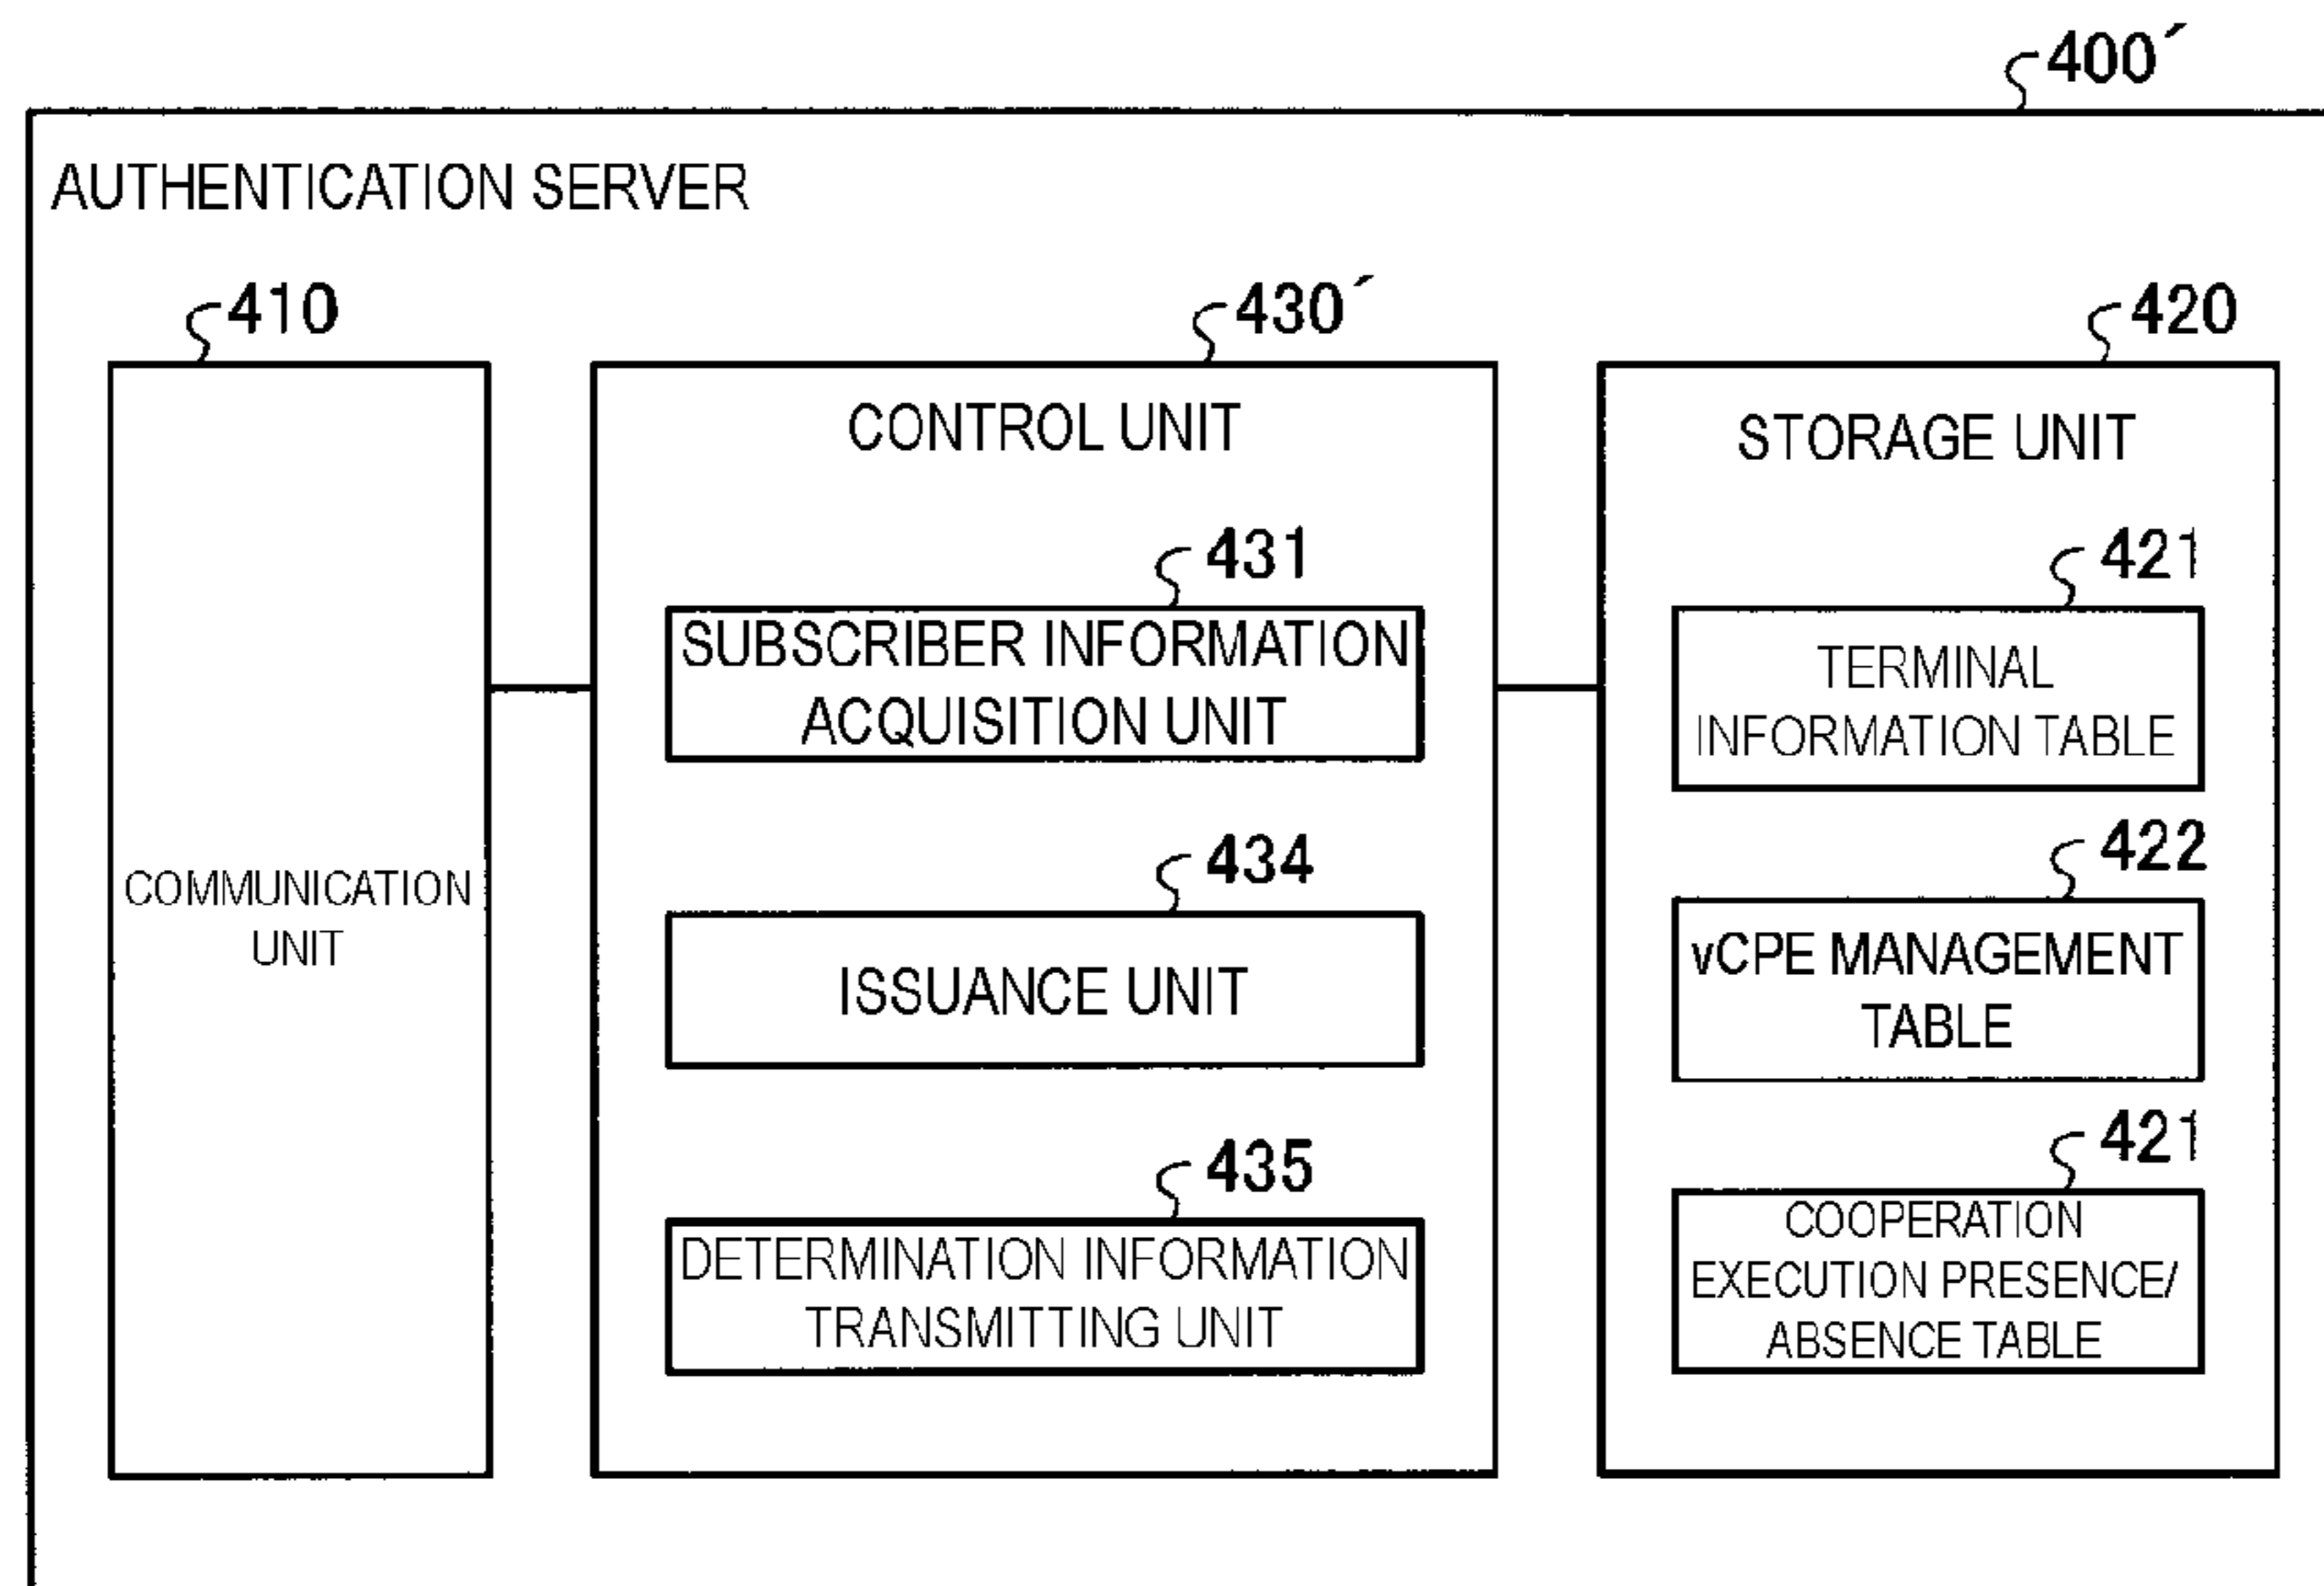 400´
AUTHENTICATION SERVER
410
430´
420
CONTROL UNIT
STORAGE UNIT
431
421
SUBSCRIBER INFORMATION
ACQUISITION UNIT
TERMINAL
INFORMATION TABLE
434
422
COMMUNICATION
UNIT
ISSUANCE UNIT
vCPE MANAGEMENT
TABLE
435
421
DETERMINATION INFORMATION
TRANSMITTING UNIT
COOPERATION
EXECUTION PRESENCE/
ABSENCE TABLE